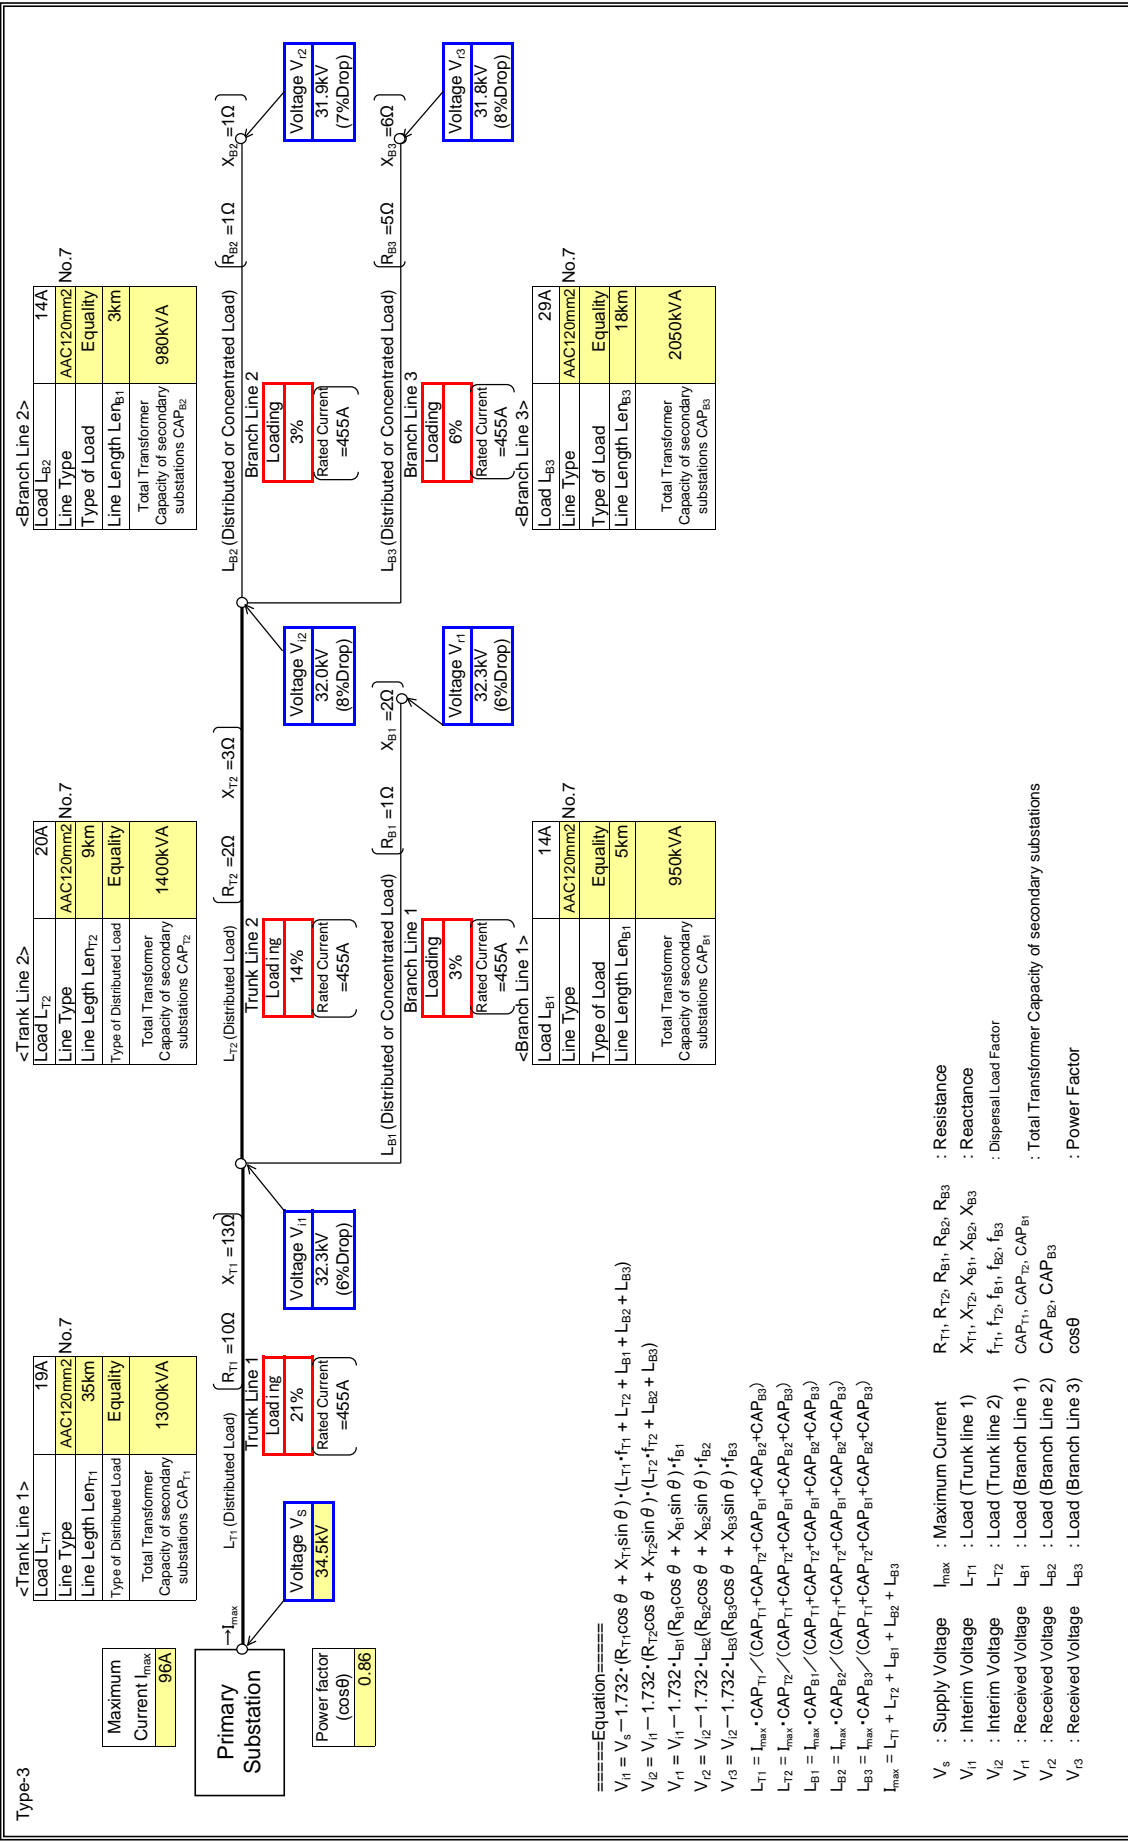 Type-3
Maximum
Current Imax
96A
Primary
Substation
Power factor
(cosθ)
0.86
→Imax
Voltage VS
34.5kV
<Trank Line 1>
Load LT1 19A
Line Type AAC120mm2 No.7
Line Legth LenT1 35km
Type of Distributed Load Equality
Total Transformer
Capacity of secondary
substations CAPT1
1300kVA
LT1 (Distributed Load) (RT1 =10Ω XT1 =13Ω)
Trunk Line 1
Loading
21%
(Rated Current
=455A)
Voltage Vi1
32.3kV
(6%Drop)
<Trank Line 2>
Load LT2 20A
Line Type AAC120mm2 No.7
Line Legth LenT2 9km
Type of Distributed Load Equality
Total Transformer
Capacity of secondary
substations CAPT2
1400kVA
LT2 (Distributed Load) (RT2 =2Ω XT2 =3Ω)
Trunk Line 2
Loading
14%
(Rated Current
=455A)
Voltage Vi2
32.0kV
(8%Drop)
LB1 (Distributed or Concentrated Load) (RB1 =1Ω XB1 =2Ω)
Branch Line 1
Loading
3%
(Rated Current
=455A)
Voltage Vr1
32.3kV
(6%Drop)
<Branch Line 1>
Load LB1 14A
Line Type AAC120mm2 No.7
Type of Load Equality
Line Length LenB1 5km
Total Transformer
Capacity of secondary
substations CAPB1
950kVA
<Branch Line 2>
Load LB2 14A
Line Type AAC120mm2 No.7
Type of Load Equality
Line Length LenB1 3km
Total Transformer
Capacity of secondary
substations CAPB2
980kVA
LB2 (Distributed or Concentrated Load) (RB2 =1Ω XB2 =1Ω)
Branch Line 2
Loading
3%
(Rated Current
=455A)
Voltage Vr2
31.9kV
(7%Drop)
LB3 (Distributed or Concentrated Load) (RB3 =5Ω XB3 =6Ω)
Branch Line 3
Loading
6%
(Rated Current
=455A)
Voltage Vr3
31.8kV
(8%Drop)
<Branch Line 3>
Load LB3 29A
Line Type AAC120mm2 No.7
Type of Load Equality
Line Length LenB3 18km
Total Transformer
Capacity of secondary
substations CAPB3
2050kVA
=====Equation=====
Vi1 = Vs－1.732・(RT1cos θ + XT1sin θ)・(LT1・fT1 + LT2 + LB1 + LB2 + LB3)
Vi2 = Vi1－1.732・(RT2cos θ + XT2sin θ)・(LT2・fT2 + LB2 + LB3)
Vr1 = Vi1－1.732・LB1(RB1cos θ + XB1sin θ)・fB1
Vr2 = Vi2－1.732・LB2(RB2cos θ + XB2sin θ)・fB2
Vr3 = Vi2－1.732・LB3(RB3cos θ + XB3sin θ)・fB3
LT1 = Imax・CAPT1／(CAPT1+CAPT2+CAPB1+CAPB2+CAPB3)
LT2 = Imax・CAPT2／(CAPT1+CAPT2+CAPB1+CAPB2+CAPB3)
LB1 = Imax・CAPB1／(CAPT1+CAPT2+CAPB1+CAPB2+CAPB3)
LB2 = Imax・CAPB2／(CAPT1+CAPT2+CAPB1+CAPB2+CAPB3)
LB3 = Imax・CAPB3／(CAPT1+CAPT2+CAPB1+CAPB2+CAPB3)
Imax = LT1 + LT2 + LB1 + LB2 + LB3
Vs : Supply Voltage Imax : Maximum Current RT1, RT2, RB1, RB2, RB3 : Resistance
Vi1 : Interim Voltage LT1 : Load (Trunk line 1) XT1, XT2, XB1, XB2, XB3 : Reactance
Vi2 : Interim Voltage LT2 : Load (Trunk line 2) fT1, fT2, fB1, fB2, fB3 : Dispersal Load Factor
Vr1 : Received Voltage LB1 : Load (Branch Line 1) CAPT1, CAPT2, CAPB1 : Total Transformer Capacity of secondary substations
Vr2 : Received Voltage LB2 : Load (Branch Line 2) CAPB2, CAPB3
Vr3 : Received Voltage LB3 : Load (Branch Line 3) cosθ : Power Factor